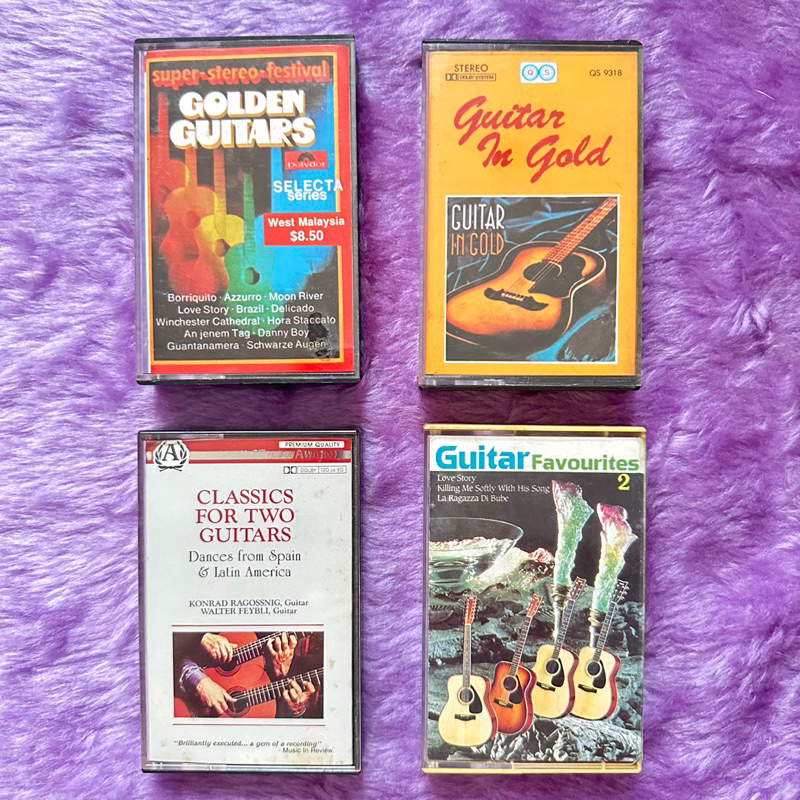 super-stereo-festival
GOLDEN
GUITARS
Polydor
SELECTA
series
West Malaysia
$8.50
Borriquito · Azzurro · Moon River
Love Story · Brazil · Delicado
Winchester Cathedral · Hora Staccato
An jenem Tag · Danny Boy
Guantanamera · Schwarze Augen
STEREO
DOLBY SYSTEM
Q S
QS 9318
Guitar
In Gold
GUITAR
IN GOLD
A
PREMIUM QUALITY
DOLBY 120 µs EQ
CLASSICS
FOR TWO
GUITARS
Dances from Spain
& Latin America
KONRAD RAGOSSNIG, Guitar
WALTER FEYBLI, Guitar
"Brilliantly executed... a gem of a recording"
- Music In Review
Guitar Favourites
2
Love Story
Killing Me Softly With His Song
La Ragazza Di Bube